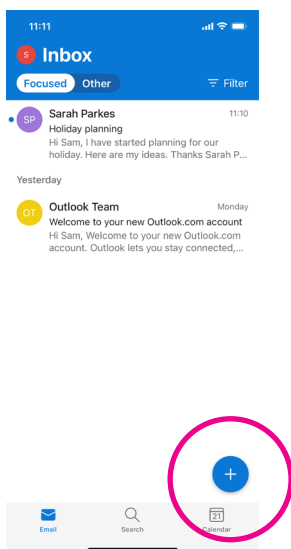 11:11
S
Inbox
Focused
Other
Filter
SP
Sarah Parkes
11:10
Holiday planning
Hi Sam, I have started planning for our
holiday. Here are my ideas. Thanks Sarah P...
Yesterday
OT
Outlook Team
Monday
Welcome to your new Outlook.com account
Hi Sam, Welcome to your new Outlook.com
account. Outlook lets you stay connected,...
+
21
Email
Search
Calendar